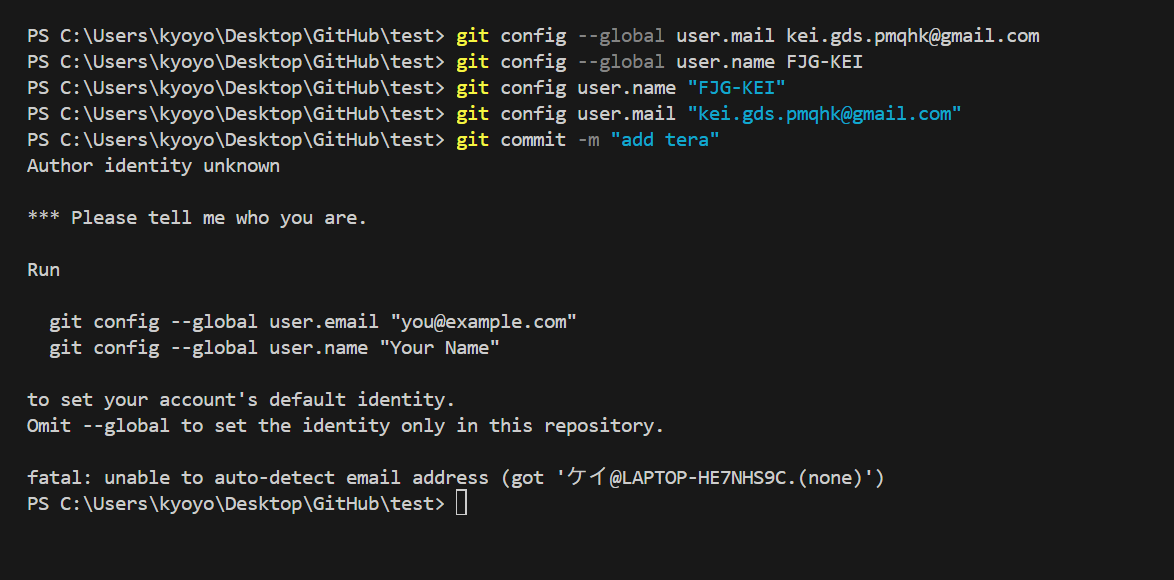 PS C:\Users\kyoyo\Desktop\GitHub\test> git config --global user.mail kei.gds.pmqhk@gmail.com
PS C:\Users\kyoyo\Desktop\GitHub\test> git config --global user.name FJG-KEI
PS C:\Users\kyoyo\Desktop\GitHub\test> git config user.name "FJG-KEI"
PS C:\Users\kyoyo\Desktop\GitHub\test> git config user.mail "kei.gds.pmqhk@gmail.com"
PS C:\Users\kyoyo\Desktop\GitHub\test> git commit -m "add tera"
Author identity unknown
*** Please tell me who you are.
Run
git config --global user.email "you@example.com"
git config --global user.name "Your Name"
to set your account's default identity.
Omit --global to set the identity only in this repository.
fatal: unable to auto-detect email address (got 'ケイ@LAPTOP-HE7NHS9C.(none)')
PS C:\Users\kyoyo\Desktop\GitHub\test>